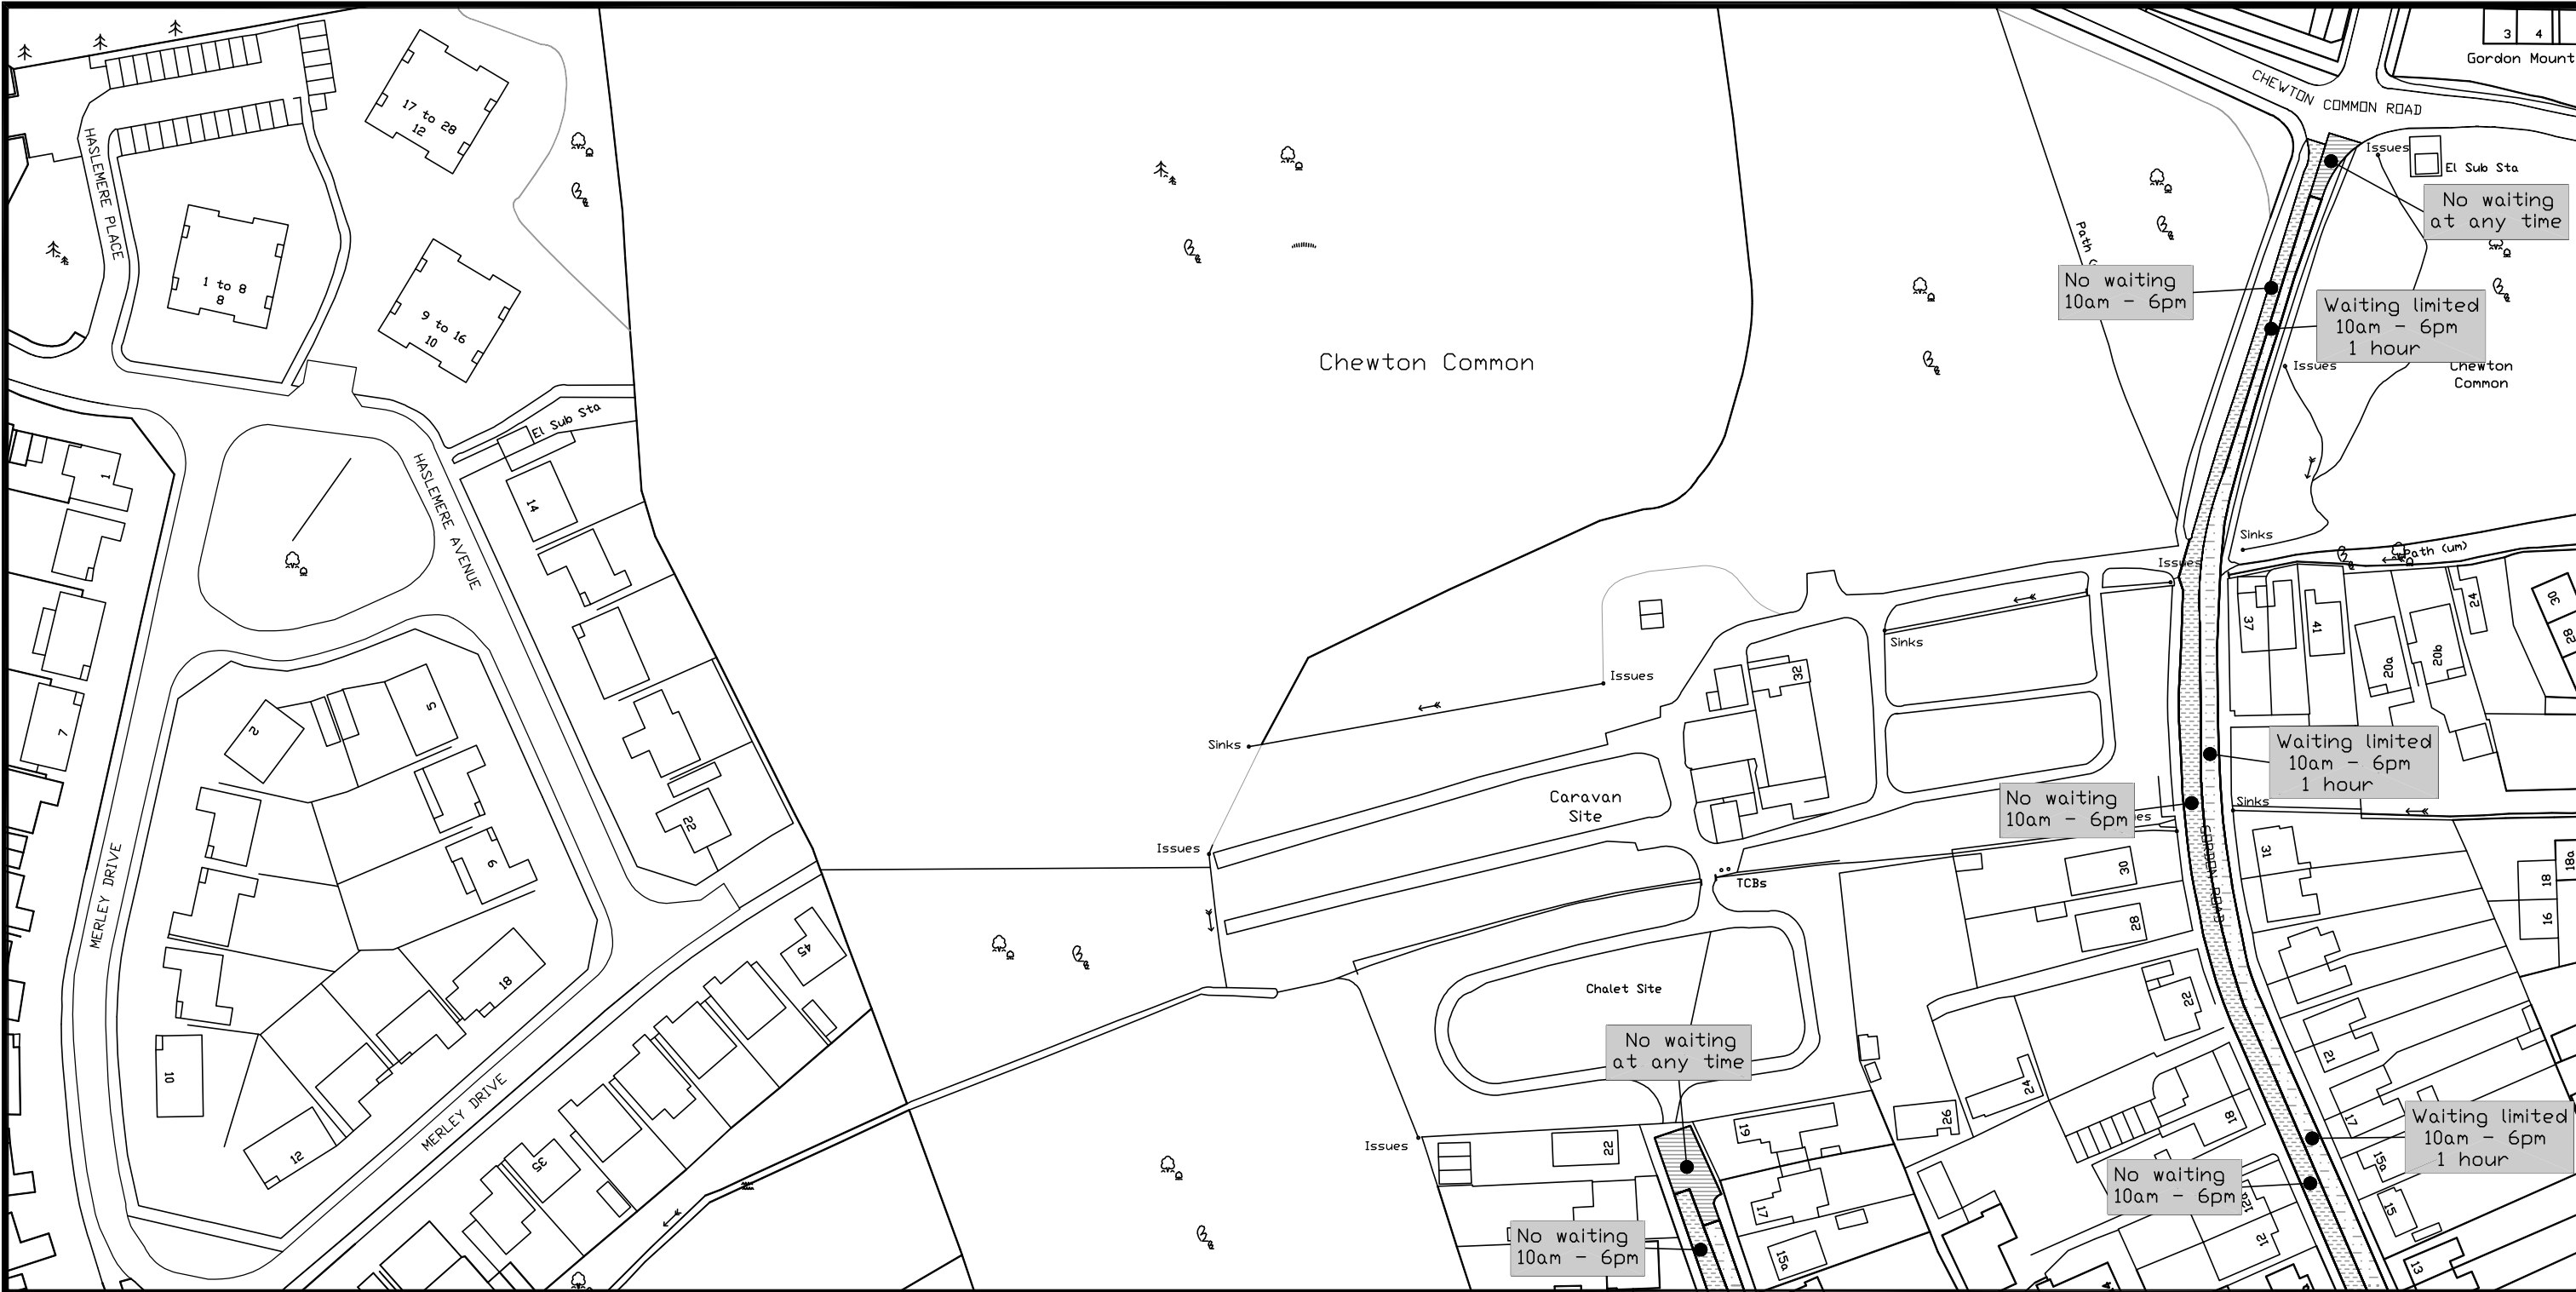 3
4
Gordon Mount
CHEWTON COMMON ROAD
17 to 28
12
HASLEMERE PLACE
Issues
El Sub Sta
No waiting
at any time
1 to 8
8
Path
No waiting
10am - 6pm
Waiting limited
10am - 6pm
1 hour
9 to 16
10
Chewton Common
Issues
Chewton
Common
El Sub Sta
1
HASLEMERE AVENUE
14
Sinks
Path (um)
Issues
30
28
24
37
41
20a
20b
Sinks
32
Issues
7
2
5
Sinks
Waiting limited
10am - 6pm
1 hour
Caravan
Site
No waiting
10am - 6pm
Sinks
22
Issues
6
MERLEY DRIVE
GORDON ROAD
31
30
18
18a
TCBs
28
16
45
18
Chalet Site
22
No waiting
at any time
21
10
24
MERLEY DRIVE
26
18
17
Waiting limited
10am - 6pm
1 hour
12
35
Issues
22
19
15a
No waiting
10am - 6pm
12a
15
17
12
No waiting
10am - 6pm
15a
13